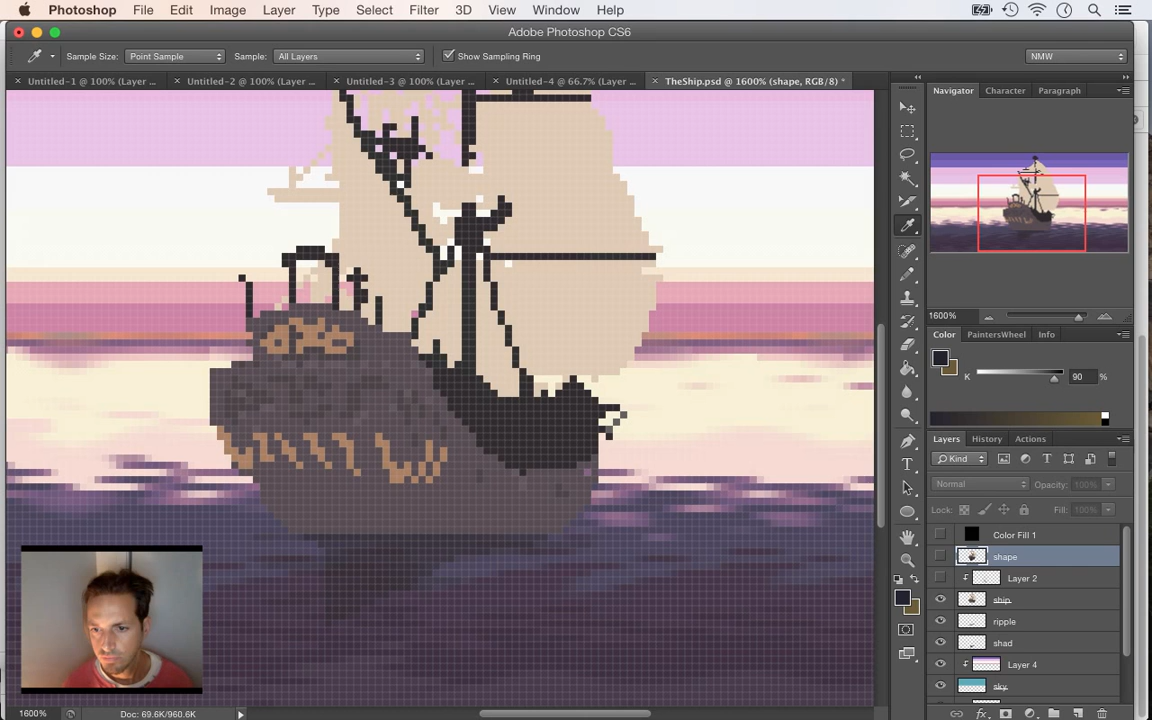 Photoshop File Edit Image Layer Type Select Filter 3D View Window Help
Adobe Photoshop CS6
Sample Size: Point Sample Sample: All Layers Show Sampling Ring NMW
Untitled-1 @ 100% (Layer ... Untitled-2 @ 100% (Layer ... Untitled-3 @ 100% (Layer ... Untitled-4 @ 66.7% (Layer ... TheShip.psd @ 1600% (shape, RGB/8) *
Navigator Character Paragraph
1600%
Color PaintersWheel Info
K 90 %
Layers History Actions
Kind
Normal Opacity: 100%
Lock: Fill: 100%
Color Fill 1
shape
Layer 2
ship
ripple
shad
Layer 4
sky
1600% Doc: 69.6K/960.6K